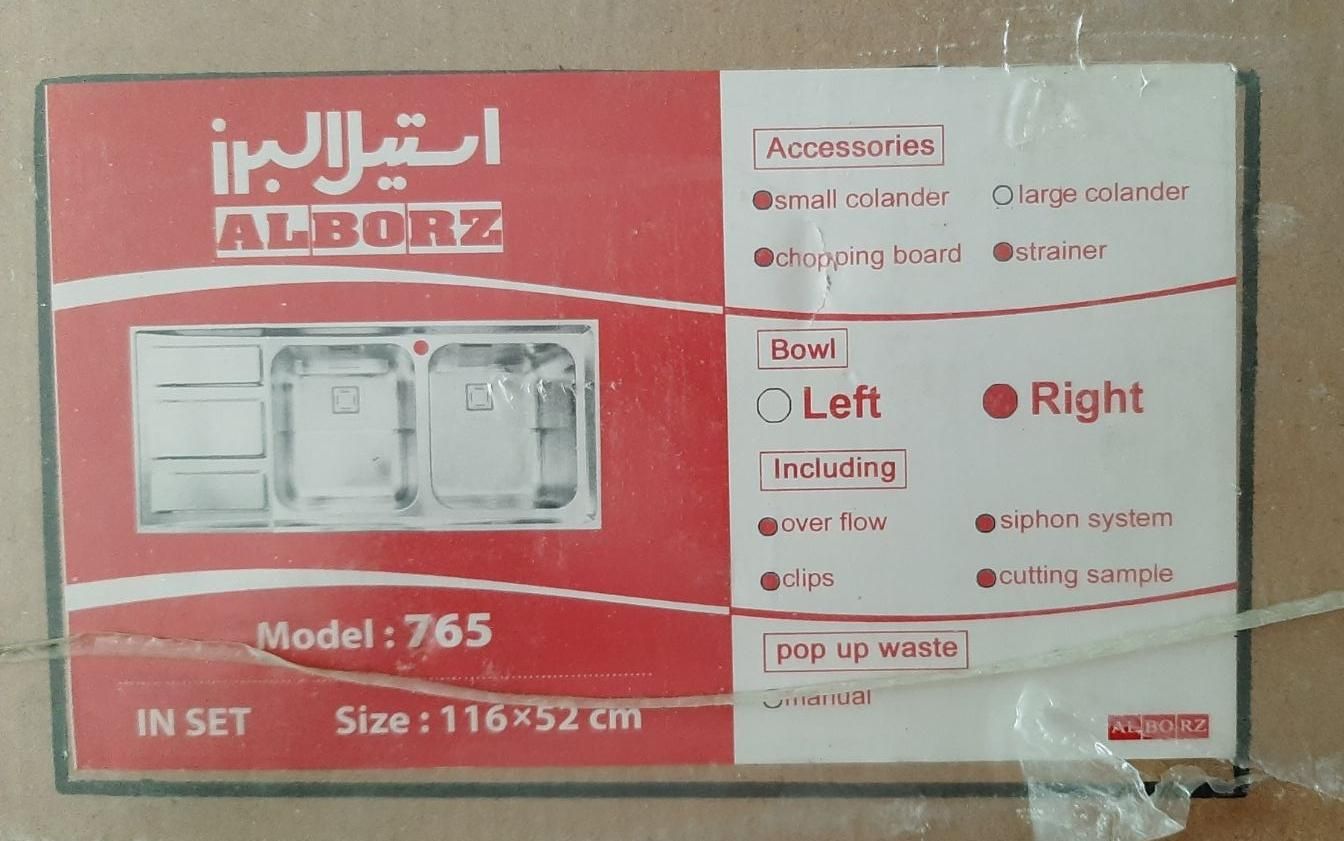 استیل البرز
ALBORZ
Model : 765
IN SET Size : 116×52 cm
Accessories
small colander large colander
chopping board strainer
Bowl
Left Right
Including
over flow siphon system
clips cutting sample
pop up waste
manual
ALBORZ